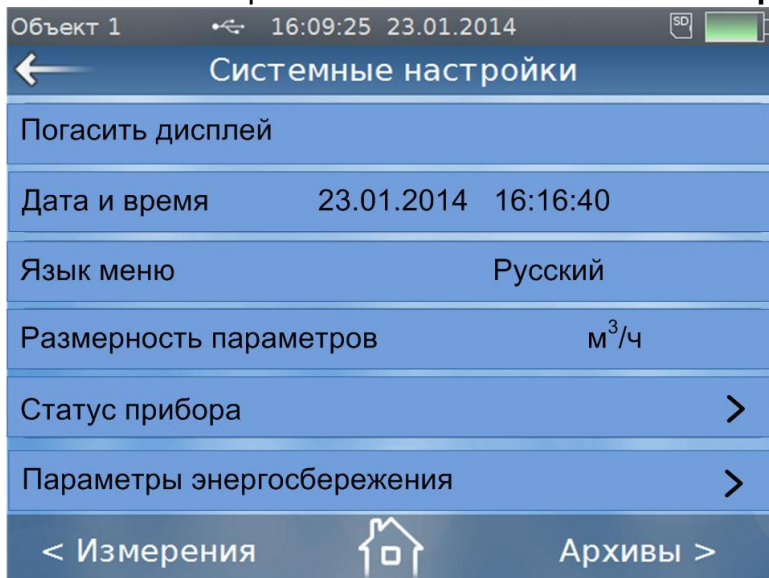 Объект 1 16:09:25 23.01.2014 SD
Системные настройки
Погасить дисплей
Дата и время 23.01.2014 16:16:40
Язык меню Русский
Размерность параметров м³/ч
Статус прибора >
Параметры энергосбережения >
< Измерения Архивы >